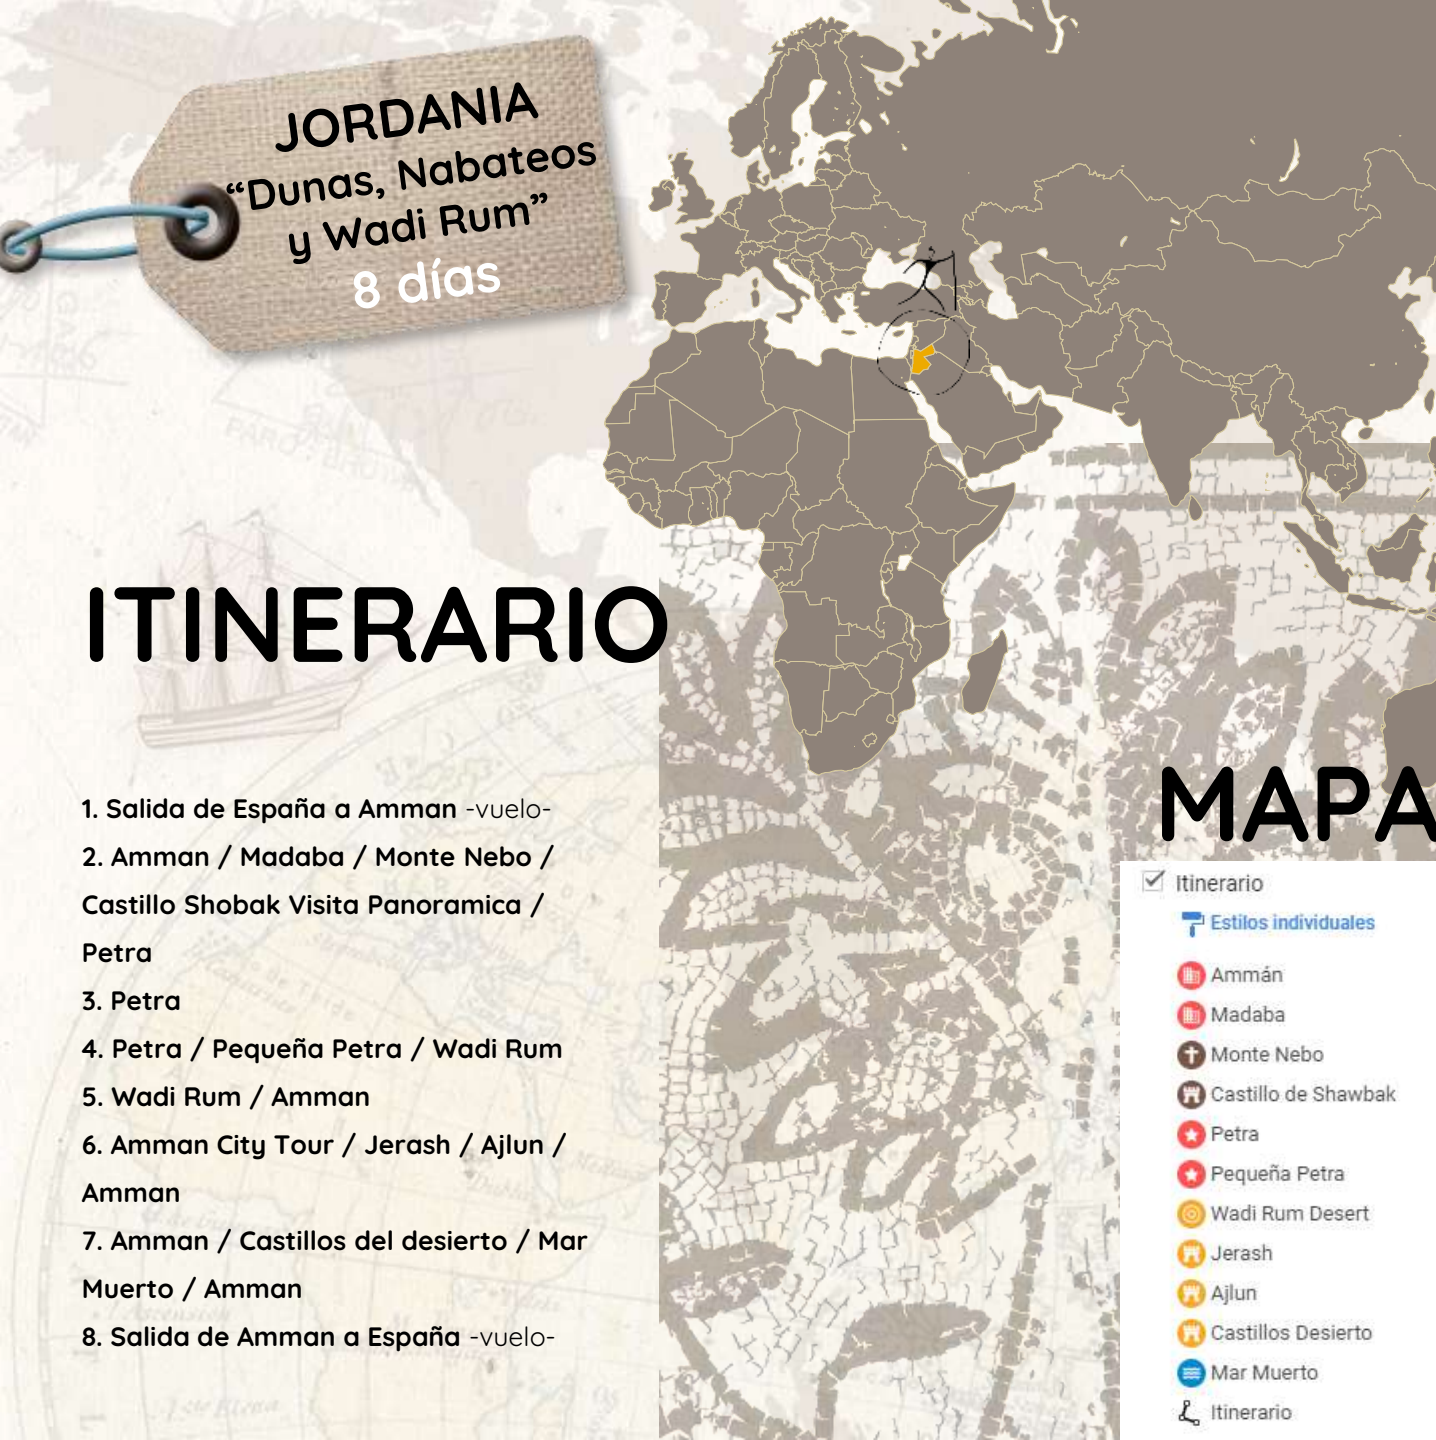 JORDANIA
“Dunas, Nabateos
y Wadi Rum”
8 días
ITINERARIO
1. Salida de España a Amman -vuelo-
2. Amman / Madaba / Monte Nebo /
Castillo Shobak Visita Panoramica /
Petra
3. Petra
4. Petra / Pequeña Petra / Wadi Rum
5. Wadi Rum / Amman
6. Amman City Tour / Jerash / Ajlun /
Amman
7. Amman / Castillos del desierto / Mar
Muerto / Amman
8. Salida de Amman a España -vuelo-
MAPA
Itinerario
Estilos individuales
Ammán
Madaba
Monte Nebo
Castillo de Shawbak
Petra
Pequeña Petra
Wadi Rum Desert
Jerash
Ajlun
Castillos Desierto
Mar Muerto
Itinerario